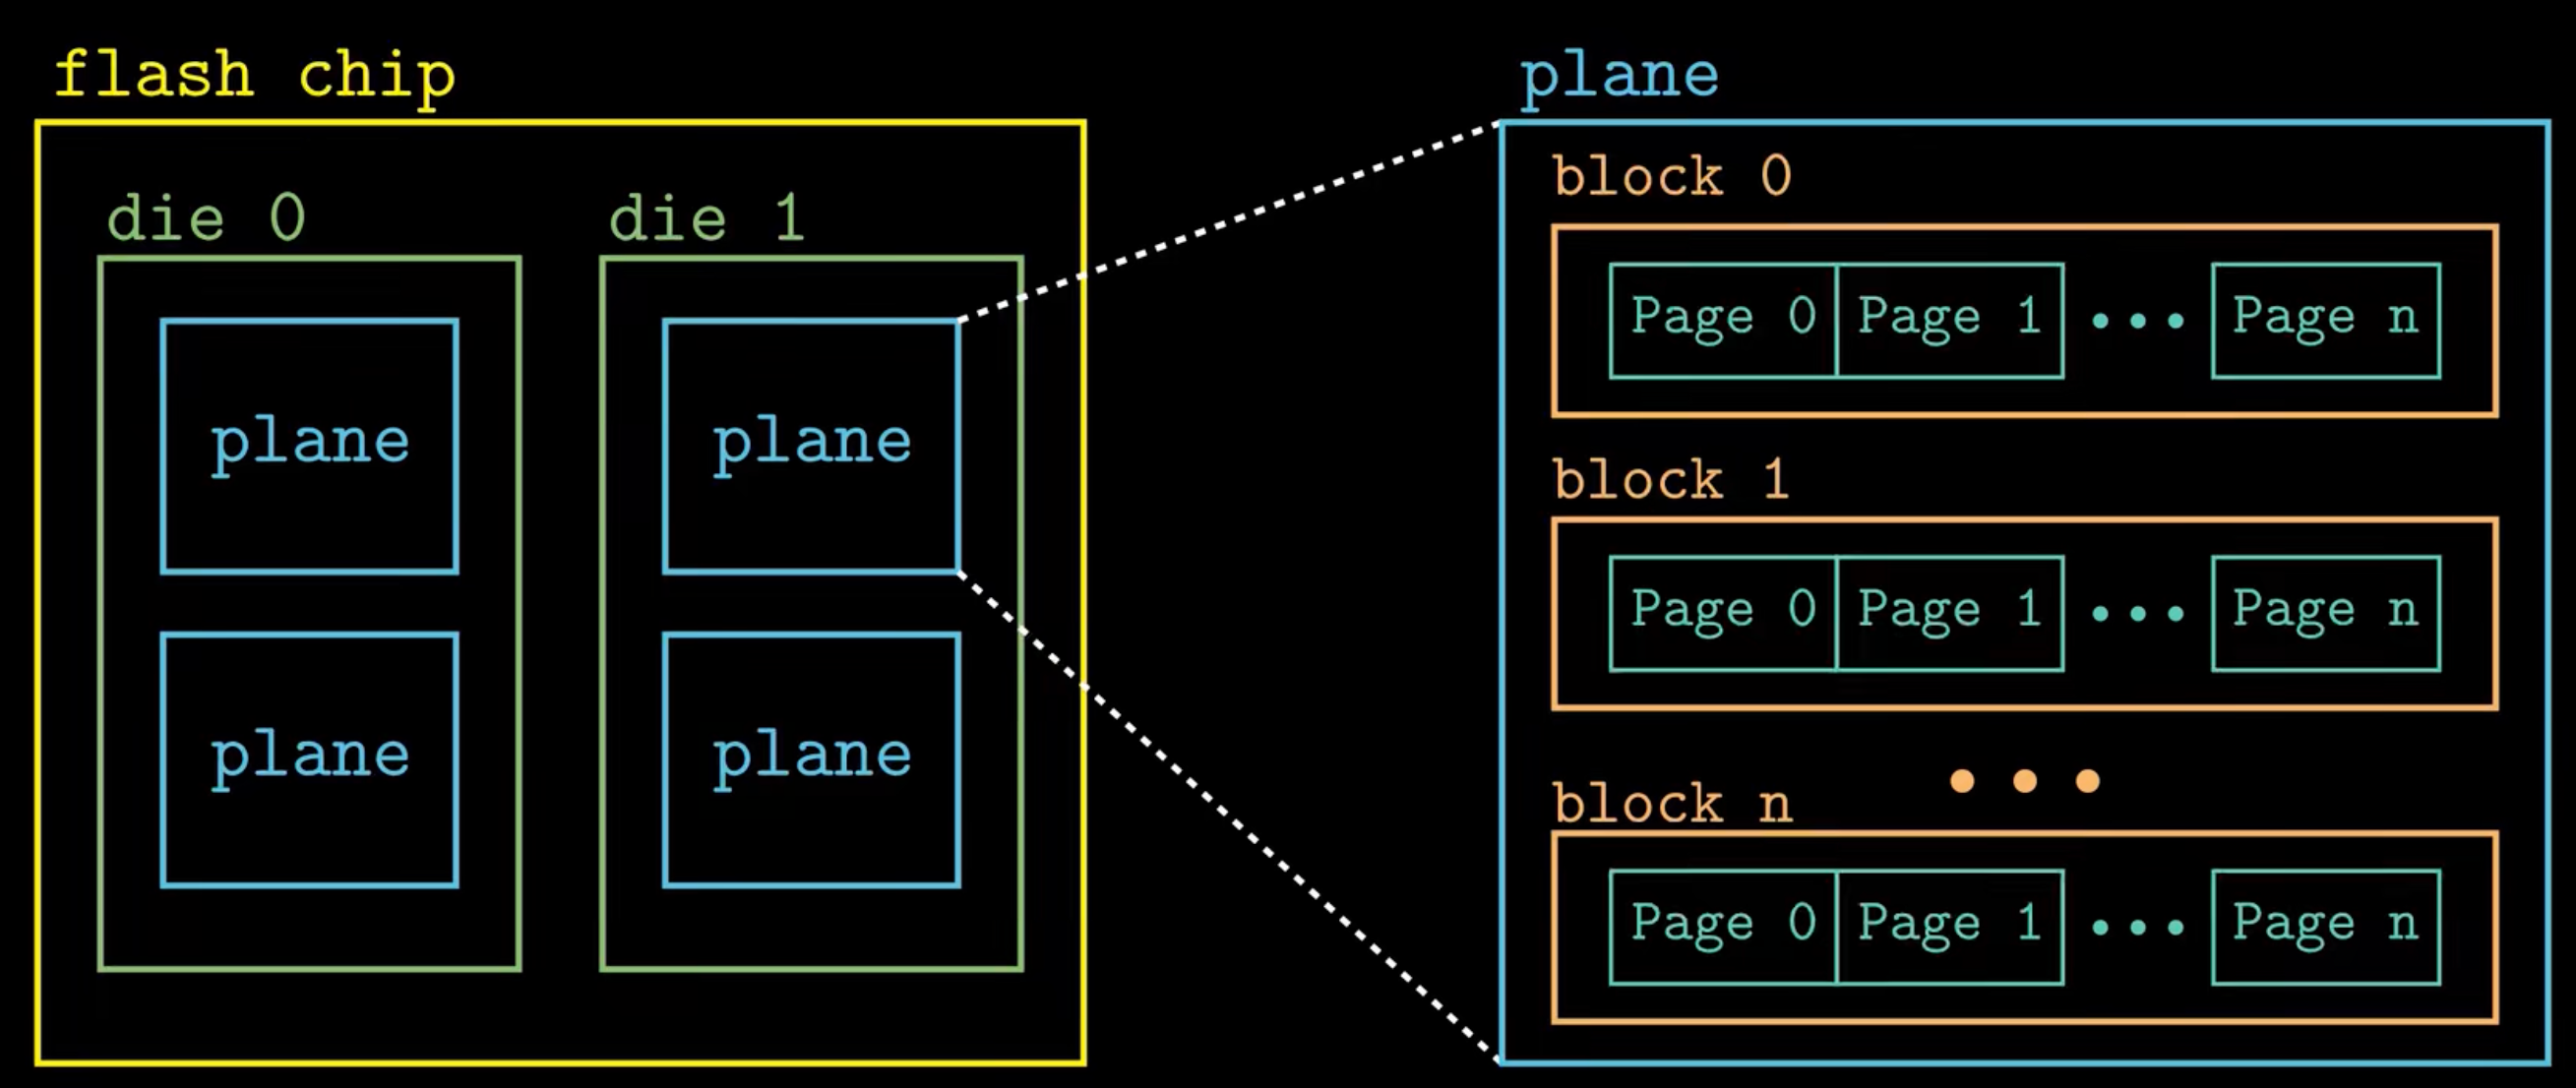 flash chip
die 0
die 1
plane
plane
plane
plane
plane
block 0
Page 0 Page 1 ... Page n
block 1
Page 0 Page 1 ... Page n
...
block n
Page 0 Page 1 ... Page n